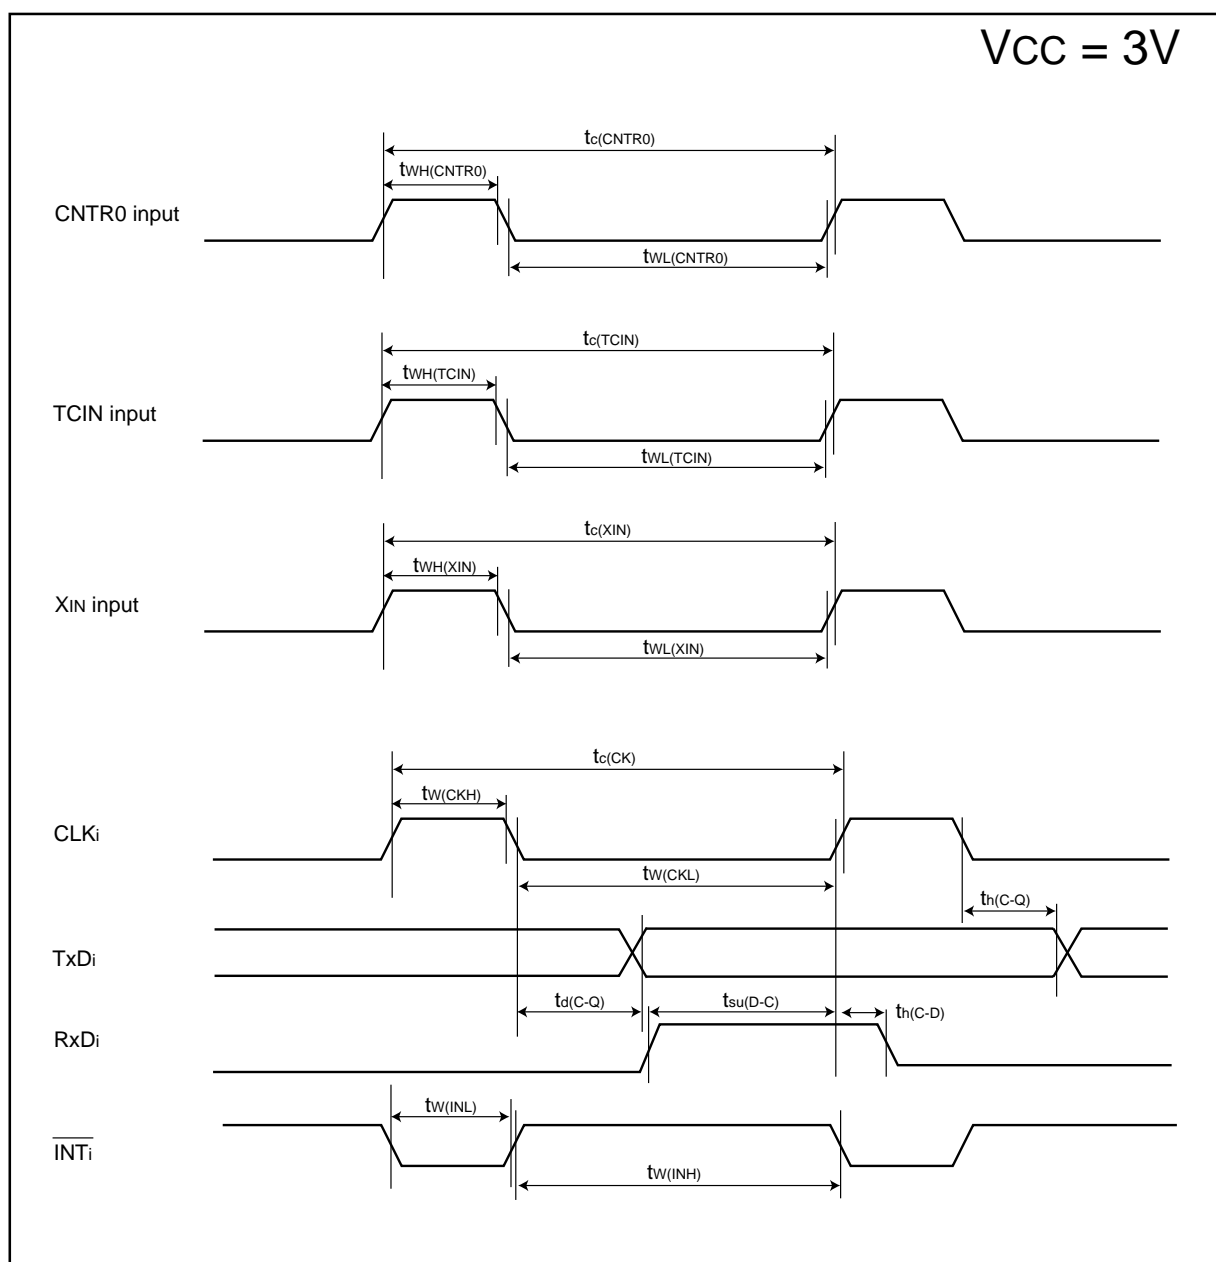 VCC = 3V
tc(CNTR0)
tWH(CNTR0)
CNTR0 input
tWL(CNTR0)
tc(TCIN)
tWH(TCIN)
TCIN input
tWL(TCIN)
tc(XIN)
tWH(XIN)
XIN input
tWL(XIN)
tc(CK)
tW(CKH)
CLKi
tW(CKL)
th(C-Q)
TxDi
td(C-Q)
tsu(D-C)
th(C-D)
RxDi
tW(INL)
INTi
tW(INH)